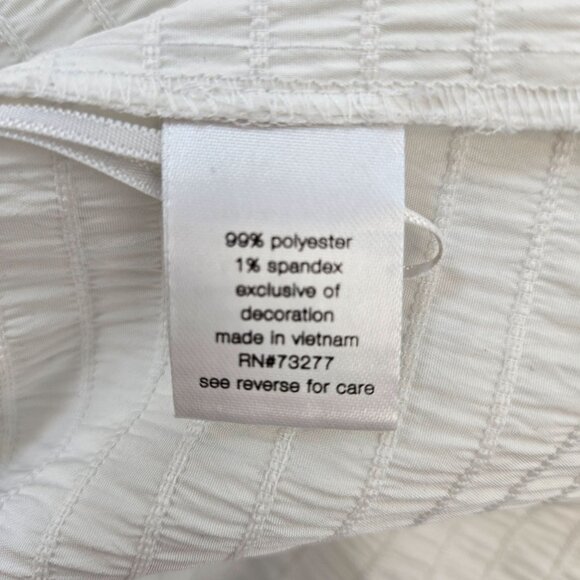 99% polyester
1% spandex
exclusive of
decoration
made in vietnam
RN#73277
see reverse for care